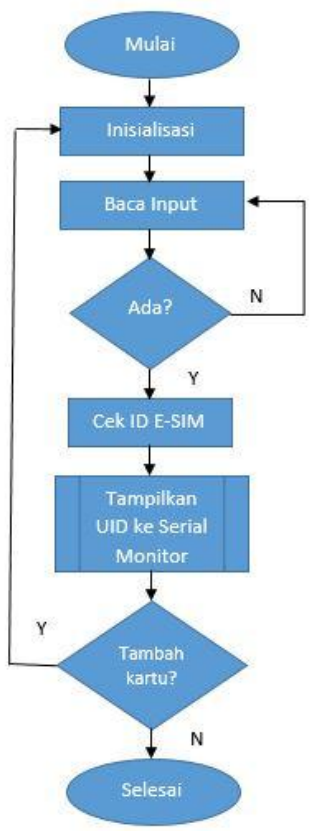 Mulai
Inisialisasi
Baca Input
Ada?
N
Y
Cek ID E-SIM
Tampilkan
UID ke Serial
Monitor
Y
Tambah
kartu?
N
Selesai